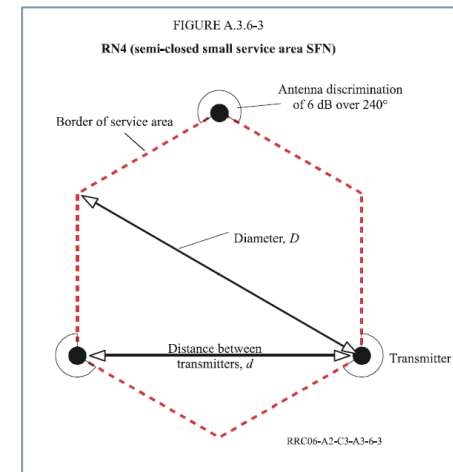 FIGURE A.3.6-3
RN4 (semi-closed small service area SFN)
Antenna discrimination
of 6 dB over 240°
Border of service area
Diameter, D
Distance between
transmitters, d
Transmitter
RRC06-A2-C3-A3-6-3